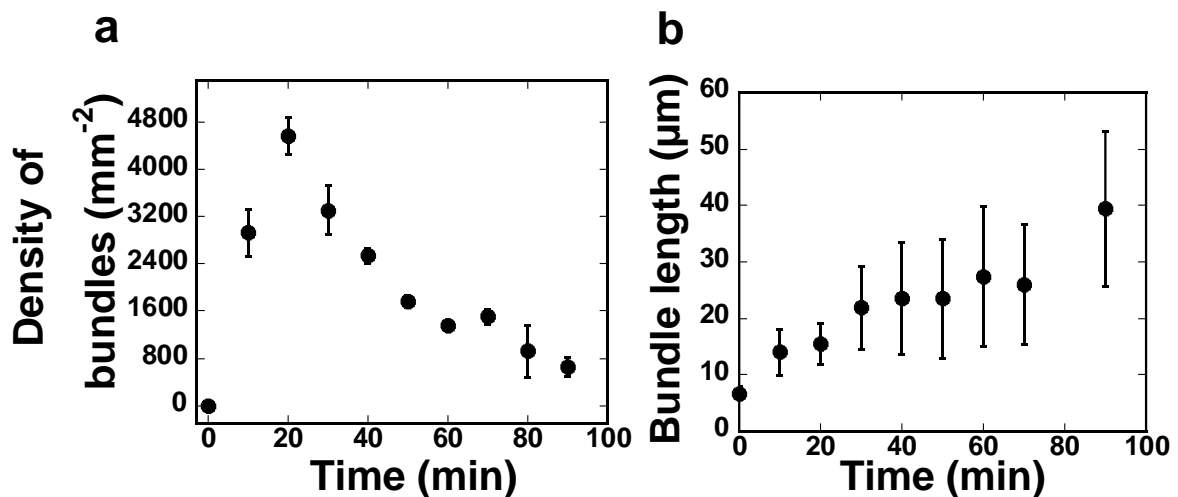 a
Density of
bundles (mm-2)
4800
4000
3200
2400
1600
800
0
0 20 40 60 80 100
Time (min)
b
Bundle length (µm)
60
50
40
30
20
10
0
0 20 40 60 80 100
Time (min)